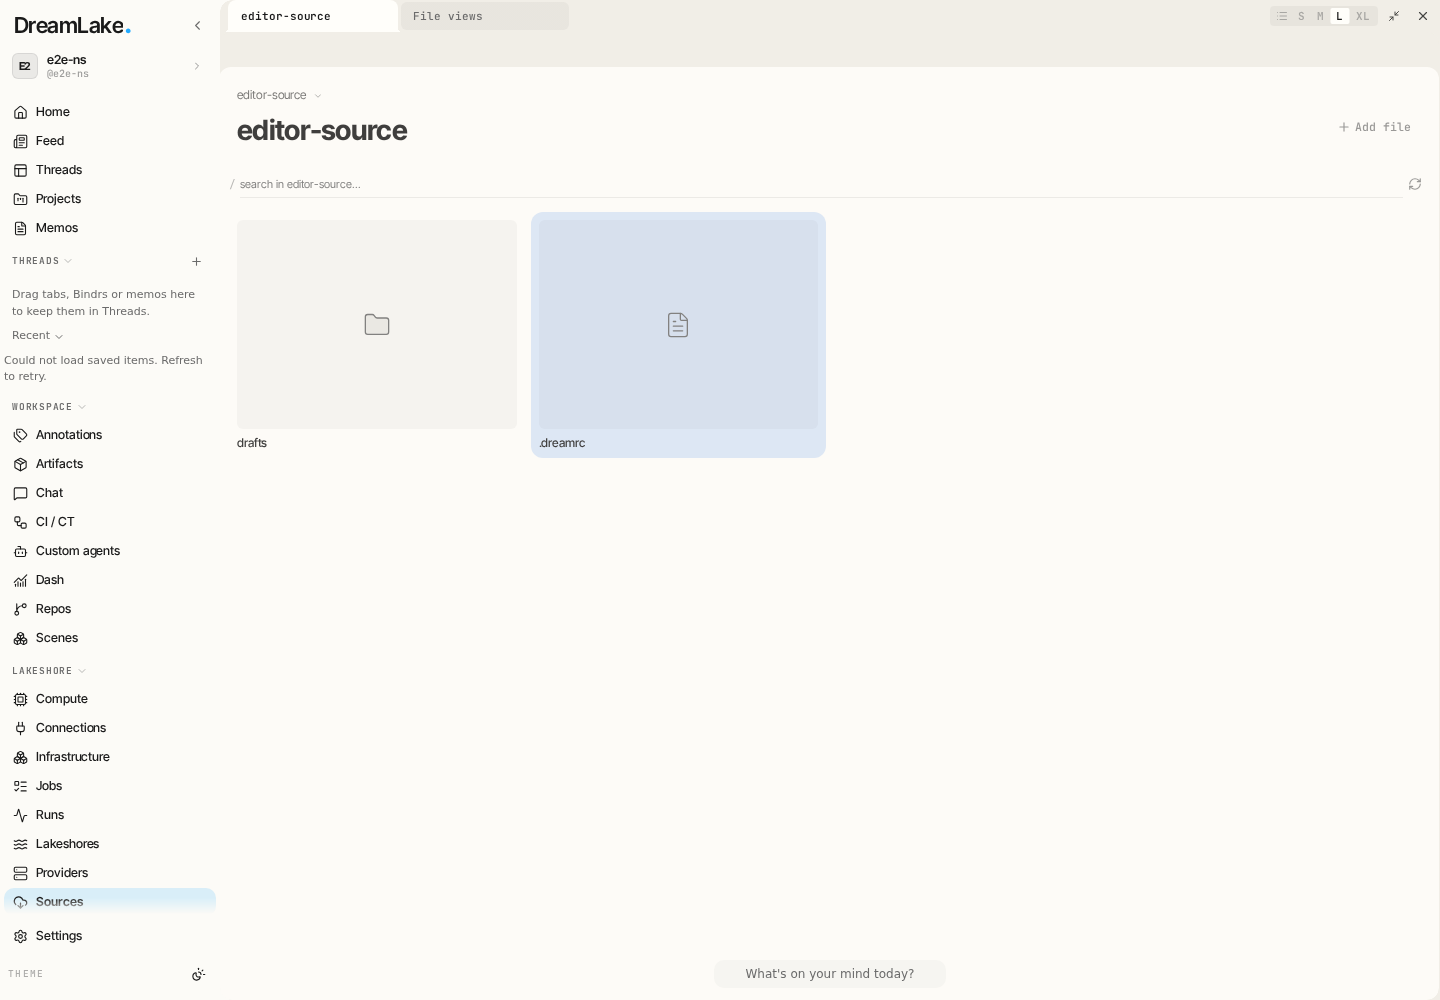 DreamLake.
E2
e2e-ns
@e2e-ns
Home
Feed
Threads
Projects
Memos
THREADS
Drag tabs, Bindrs or memos here
to keep them in Threads.
Recent
Could not load saved items. Refresh
to retry.
WORKSPACE
Annotations
Artifacts
Chat
CI / CT
Custom agents
Dash
Repos
Scenes
LAKESHORE
Compute
Connections
Infrastructure
Jobs
Runs
Lakeshores
Providers
Sources
Settings
THEME
editor-source
File views
S M L XL
editor-source
editor-source
Add file
/ search in editor-source...
drafts
.dreamrc
What's on your mind today?